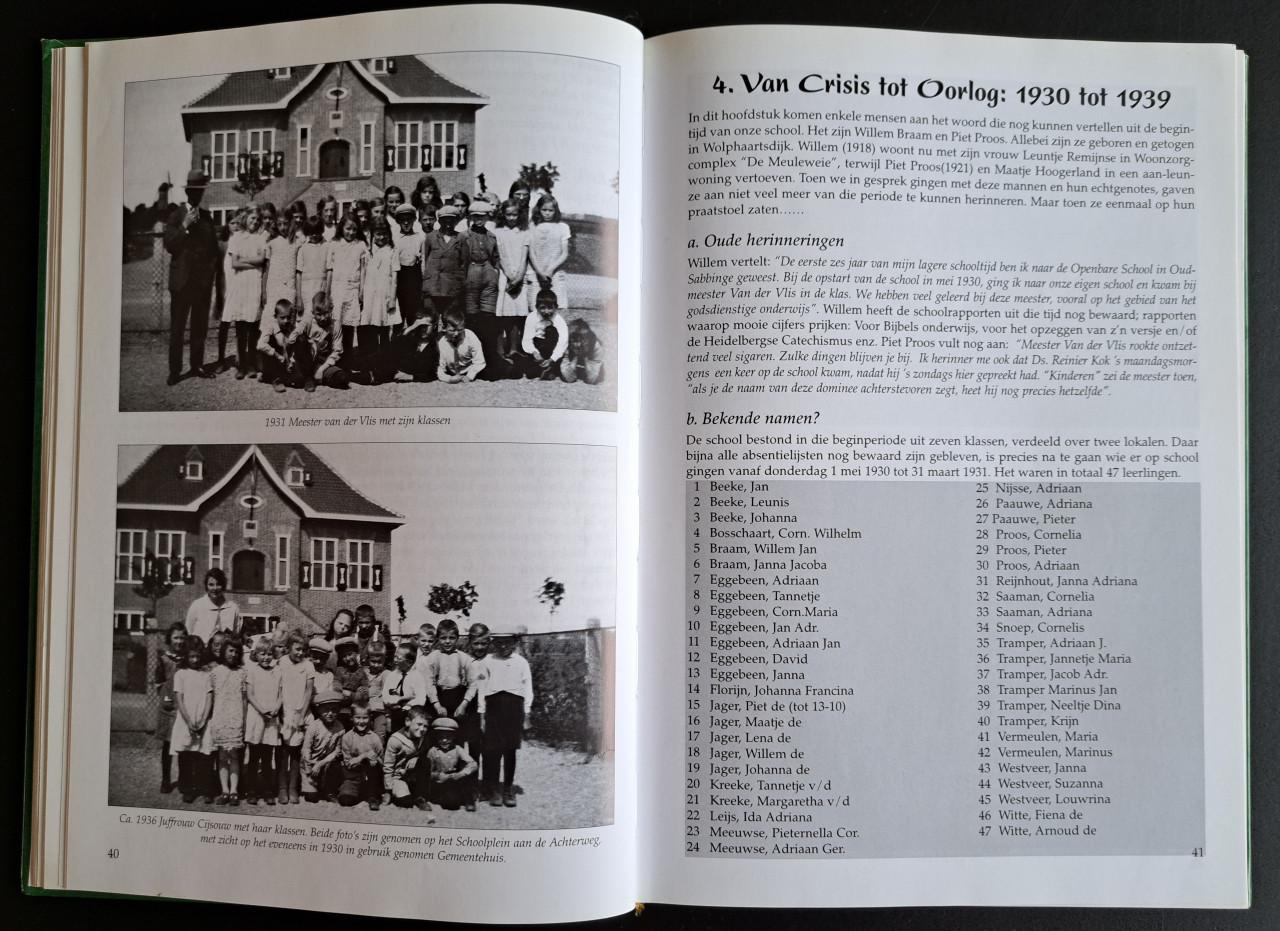 1931 Meester van der Vlis met zijn klassen
Ca. 1936 Juffrouw Cijsouw met haar klassen. Beide foto's zijn genomen op het Schoolplein aan de Achterweg,
met zicht op het eveneens in 1930 in gebruik genomen Gemeentehuis.
40
4. Van Crisis tot Oorlog: 1930 tot 1939
In dit hoofdstuk komen enkele mensen aan het woord die nog kunnen vertellen uit de begin-
tijd van onze school. Het zijn Willem Braam en Piet Proos. Allebei zijn ze geboren en getogen
in Wolphaartsdijk. Willem (1918) woont nu met zijn vrouw Leuntje Remijnse in Woonzorg-
complex "De Meuleweie", terwijl Piet Proos(1921) en Maatje Hoogerland in een aan-leun-
woning vertoeven. Toen we in gesprek gingen met deze mannen en hun echtgenotes, gaven
ze aan niet veel meer van die periode te kunnen herinneren. Maar toen ze eenmaal op hun
praatstoel zaten……
a. Oude herinneringen
Willem vertelt: "De eerste zes jaar van mijn lagere schooltijd ben ik naar de Openbare School in Oud-
Sabbinge geweest. Bij de opstart van de school in mei 1930, ging ik naar onze eigen school en kwam bij
meester Van der Vlis in de klas. We hebben veel geleerd bij deze meester, vooral op het gebied van het
godsdienstige onderwijs". Willem heeft de schoolrapporten uit die tijd nog bewaard; rapporten
waarop mooie cijfers prijken: Voor Bijbels onderwijs, voor het opzeggen van z'n versje en/of
de Heidelbergse Catechismus enz. Piet Proos vult nog aan: "Meester Van der Vlis rookte ontzet-
tend veel sigaren. Zulke dingen blijven je bij. Ik herinner me ook dat Ds. Reinier Kok 's maandagsmor-
gens een keer op de school kwam, nadat hij 's zondags hier gepreekt had. "Kinderen" zei de meester toen,
"als je de naam van deze dominee achterstevoren zegt, heet hij nog precies hetzelfde".
b. Bekende namen?
De school bestond in die beginperiode uit zeven klassen, verdeeld over twee lokalen. Daar
bijna alle absentielijsten nog bewaard zijn gebleven, is precies na te gaan wie er op school
gingen vanaf donderdag 1 mei 1930 tot 31 maart 1931. Het waren in totaal 47 leerlingen.
1 Beeke, Jan
2 Beeke, Leunis
3 Beeke, Johanna
4 Bosschaart, Corn. Wilhelm
5 Braam, Willem Jan
6 Braam, Janna Jacoba
7 Eggebeen, Adriaan
8 Eggebeen, Tannetje
9 Eggebeen, Corn.Maria
10 Eggebeen, Jan Adr.
11 Eggebeen, Adriaan Jan
12 Eggebeen, David
13 Eggebeen, Janna
14 Florijn, Johanna Francina
15 Jager, Piet de (tot 13-10)
16 Jager, Maatje de
17 Jager, Lena de
18 Jager, Willem de
19 Jager, Johanna de
20 Kreeke, Tannetje v/d
21 Kreeke, Margaretha v/d
22 Leijs, Ida Adriana
23 Meeuwse, Pieternella Cor.
24 Meeuwse, Adriaan Ger.
25 Nijsse, Adriaan
26 Paauwe, Adriana
27 Paauwe, Pieter
28 Proos, Cornelia
29 Proos, Pieter
30 Proos, Adriaan
31 Reijnhout, Janna Adriana
32 Saaman, Cornelia
33 Saaman, Adriana
34 Snoep, Cornelis
35 Tramper, Adriaan J.
36 Tramper, Jannetje Maria
37 Tramper, Jacob Adr.
38 Tramper Marinus Jan
39 Tramper, Neeltje Dina
40 Tramper, Krijn
41 Vermeulen, Maria
42 Vermeulen, Marinus
43 Westveer, Janna
44 Westveer, Suzanna
45 Westveer, Louwrina
46 Witte, Fiena de
47 Witte, Arnoud de
41